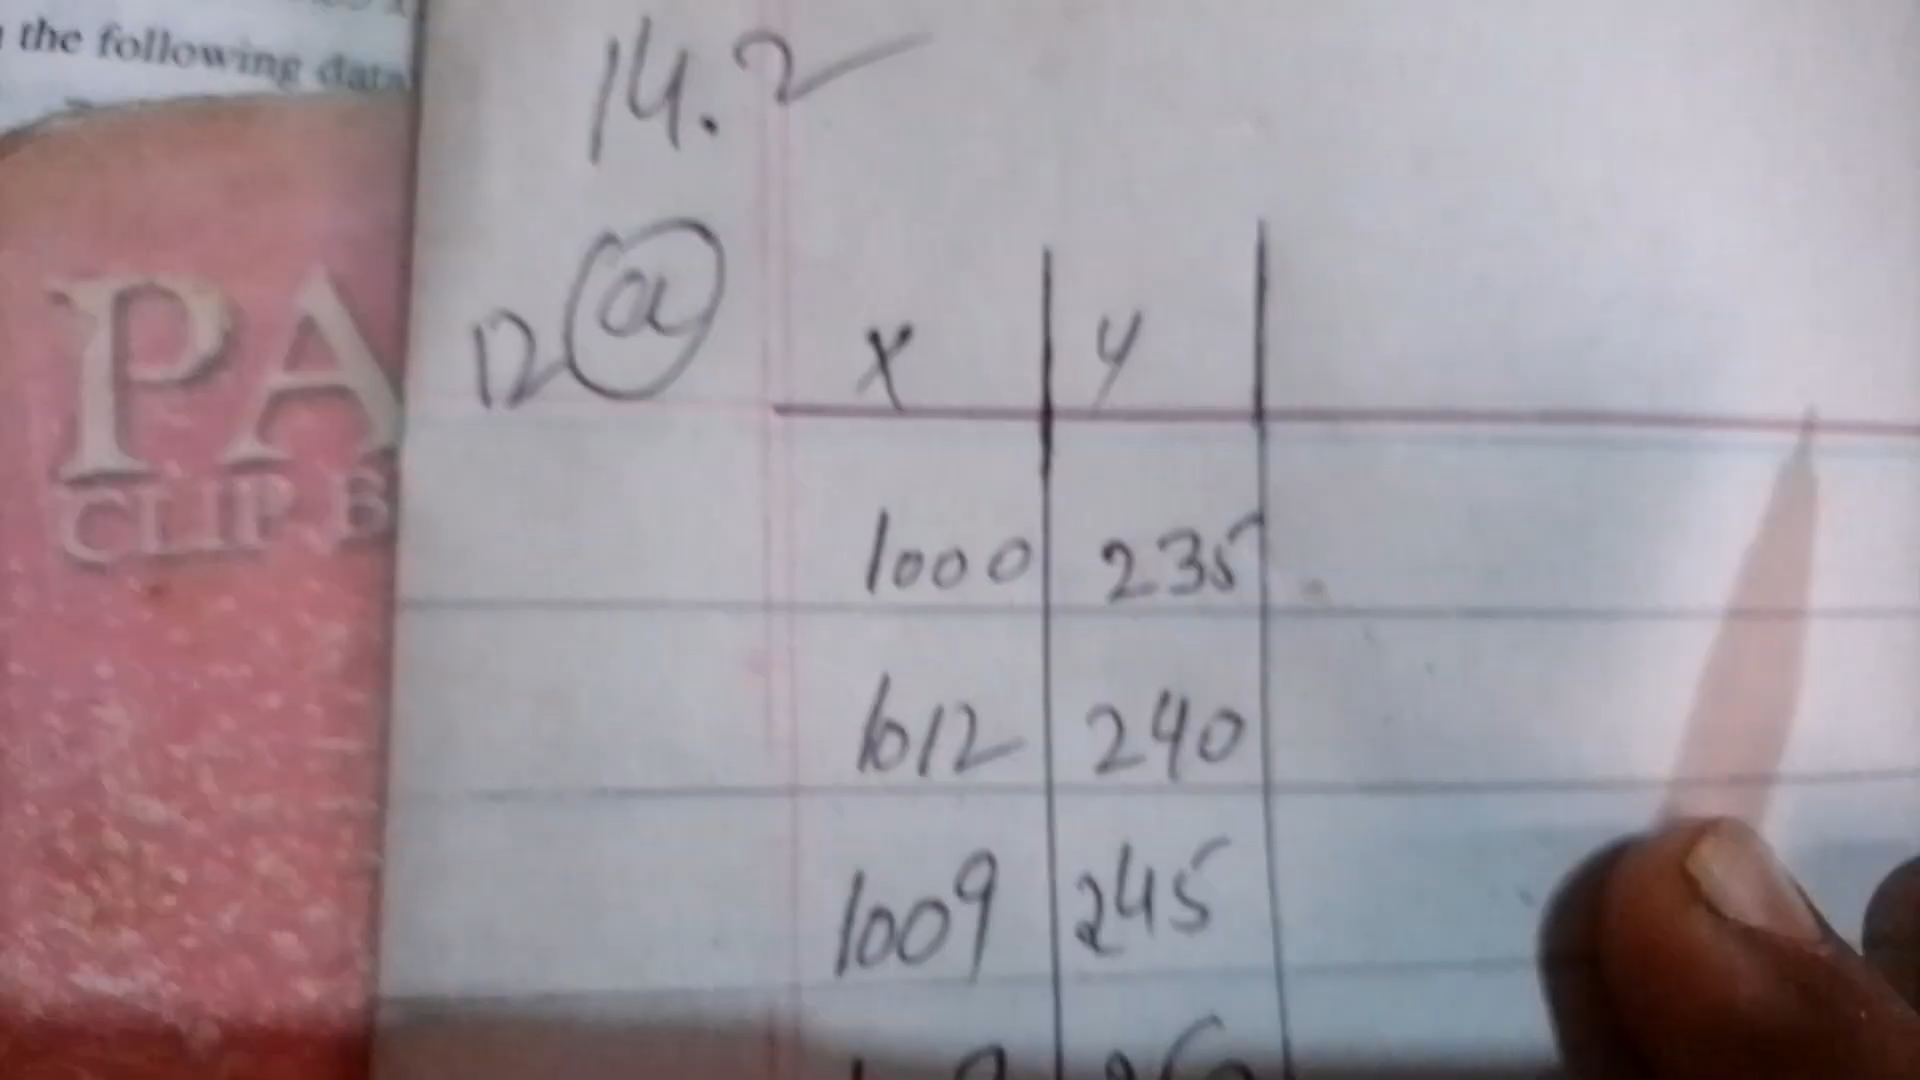 the following data
14.2
12 (a) x y
PA
CLIP B
1000 235
1012 240
1009 245